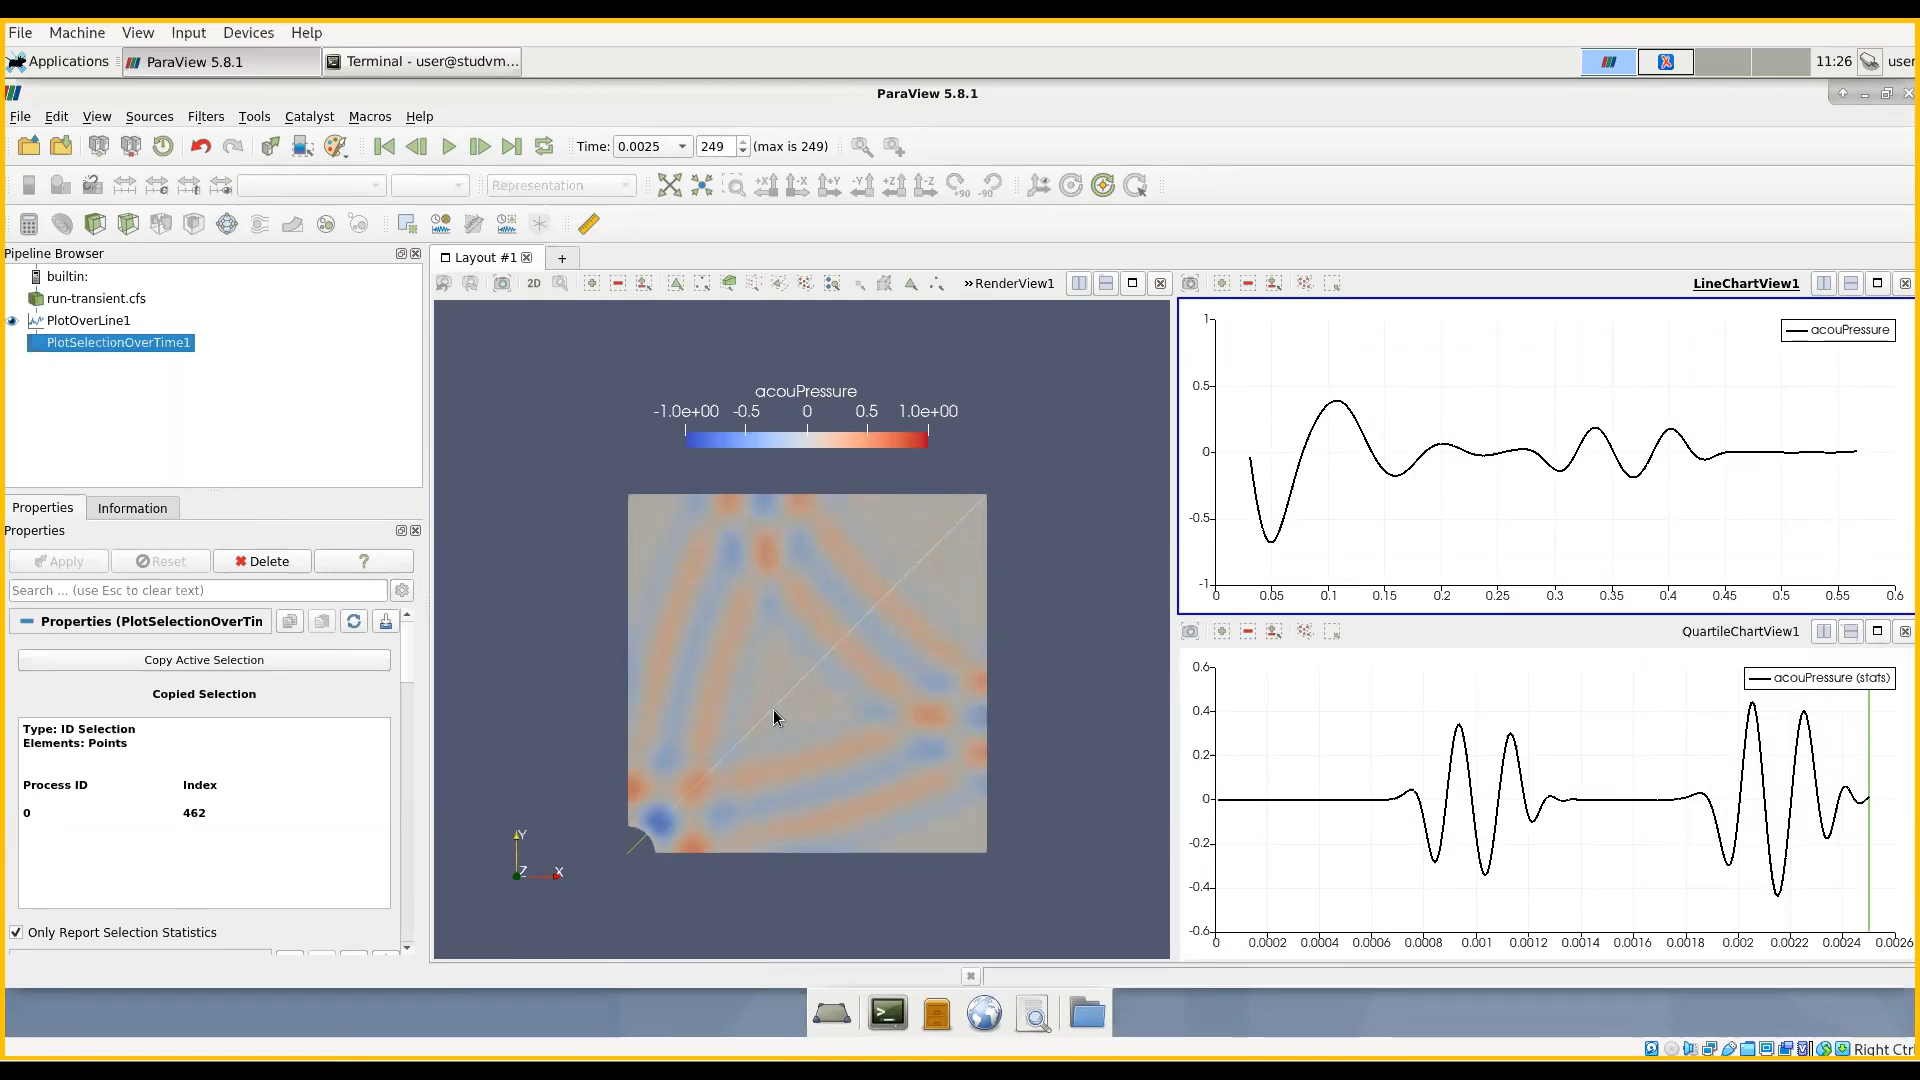 File Machine View Input Devices Help
Applications ParaView 5.8.1 Terminal - user@studvm... 11:26 user
ParaView 5.8.1
File Edit View Sources Filters Tools Catalyst Macros Help
Time: 0.0025 249 (max is 249)
Representation
+X -X +Y -Y +Z -Z +90 -90
Pipeline Browser
builtin:
run-transient.cfs
PlotOverLine1
PlotSelectionOverTime1
Properties Information
Properties
Apply Reset Delete ?
Search ... (use Esc to clear text)
Properties (PlotSelectionOverTin
Copy Active Selection
Copied Selection
Type: ID Selection
Elements: Points
Process ID Index
0 462
Only Report Selection Statistics
Layout #1 +
2D » RenderView1
acouPressure
-1.0e+00 -0.5 0 0.5 1.0e+00
Y
Z X
LineChartView1
acouPressure
1
0.5
0
-0.5
-1
0 0.05 0.1 0.15 0.2 0.25 0.3 0.35 0.4 0.45 0.5 0.55 0.6
QuartileChartView1
acouPressure (stats)
0.6
0.4
0.2
0
-0.2
-0.4
-0.6
0 0.0002 0.0004 0.0006 0.0008 0.001 0.0012 0.0014 0.0016 0.0018 0.002 0.0022 0.0024 0.0026
Right Ctrl